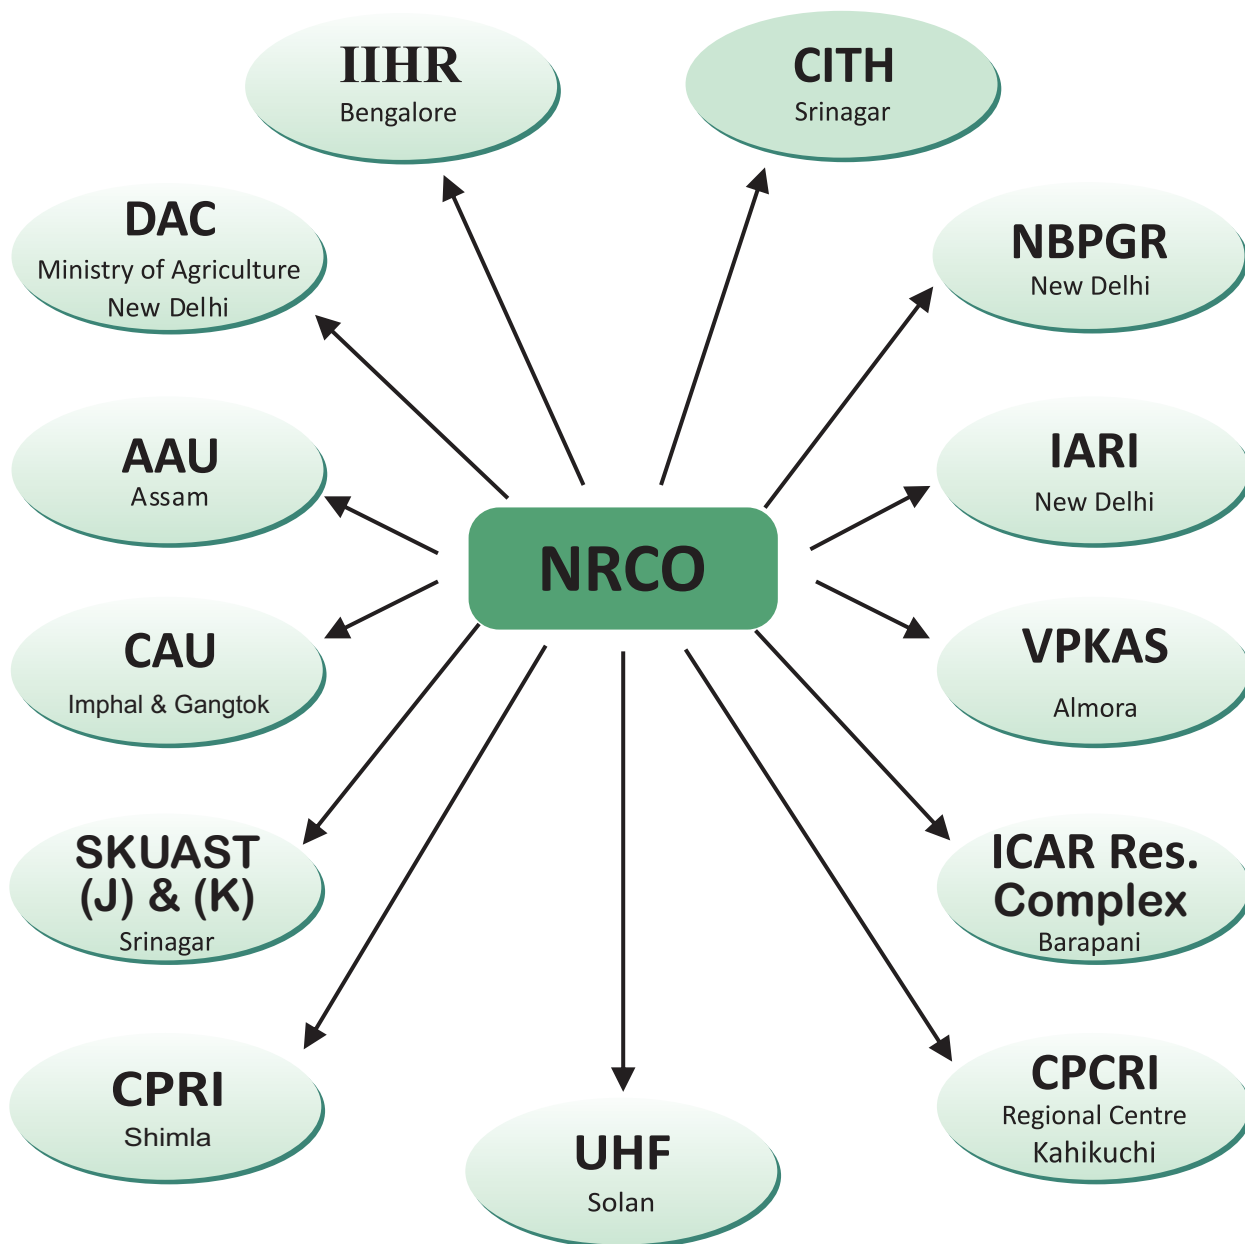 IIHR
Bengalore
CITH
Srinagar
DAC
Ministry of Agriculture
New Delhi
NBPGR
New Delhi
AAU
Assam
IARI
New Delhi
NRCO
CAU
Imphal & Gangtok
VPKAS
Almora
SKUAST
(J) & (K)
Srinagar
ICAR Res.
Complex
Barapani
CPRI
Shimla
UHF
Solan
CPCRI
Regional Centre
Kahikuchi